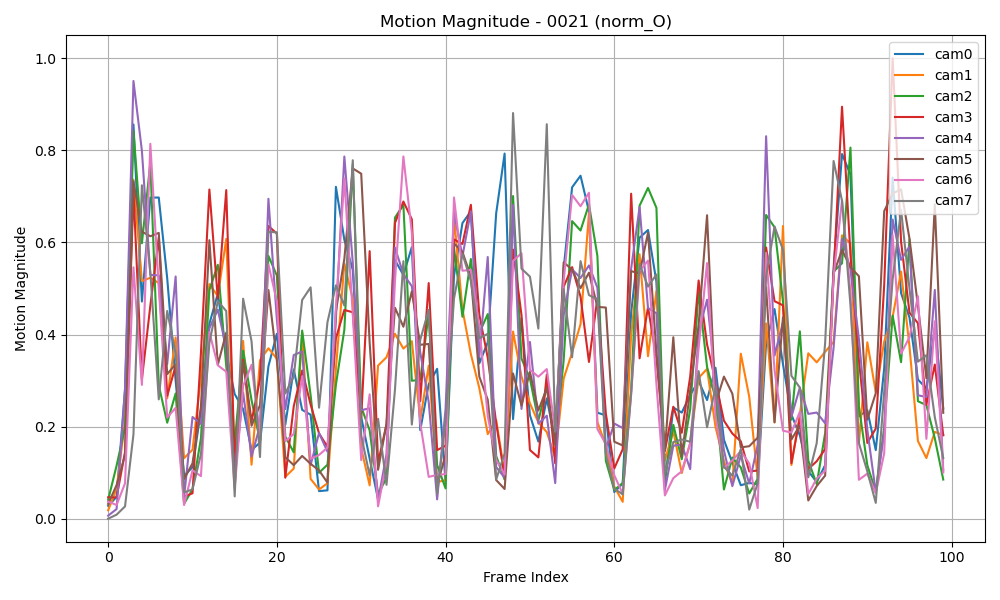 Motion Magnitude - 0021 (norm_O)
Motion Magnitude
1.0
0.8
0.6
0.4
0.2
0.0
0
20
40
60
80
100
Frame Index
cam0
cam1
cam2
cam3
cam4
cam5
cam6
cam7